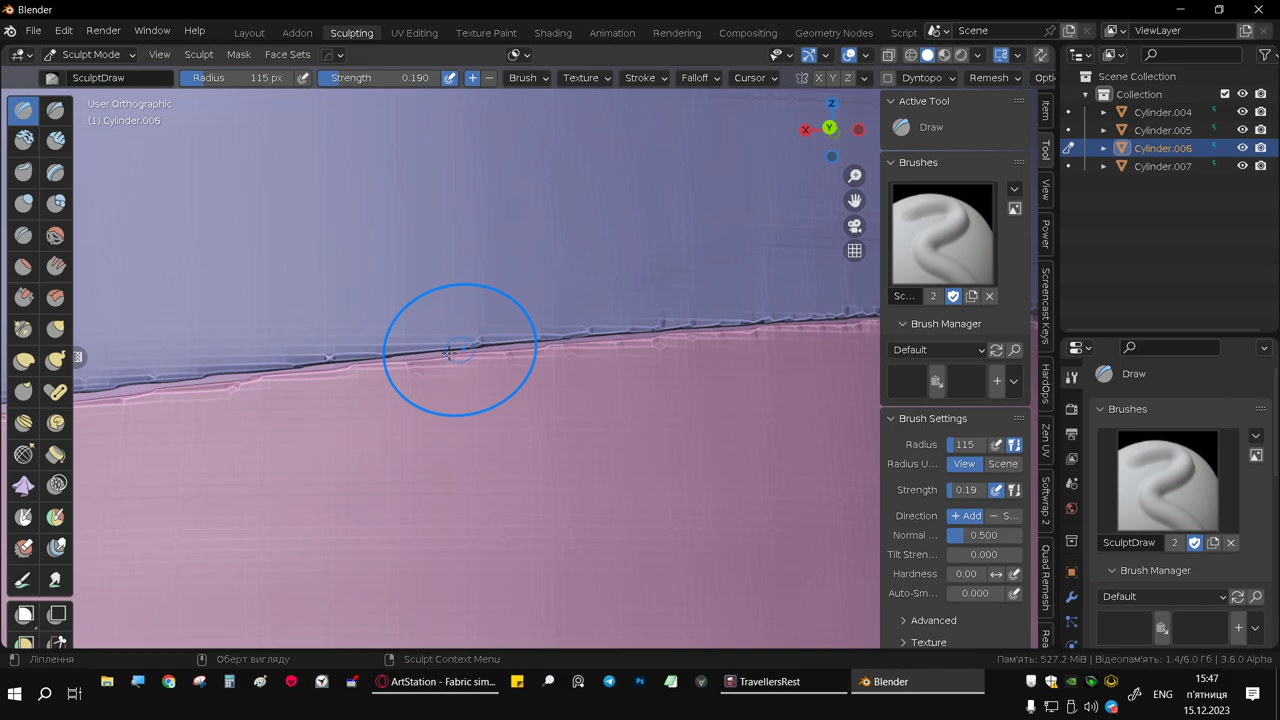 Blender
File Edit Render Window Help Layout Addon Modeling Sculpting UV Editing Texture Paint Shading Animation Rendering Compositing Geometry Nodes Script Scene ViewLayer
Sculpt Mode View Sculpt Mask Face Sets
SculptDraw Radius 115 px Strength 0.190 Brush Texture Stroke Falloff Cursor X Y Z Dyntopo Remesh Opti
User Orthographic
(1) Cylinder.006
Z
X
Y
Active Tool
Draw
Brushes
Sc... 2
Brush Manager
Default
Brush Settings
Radius 115
Radius U... View Scene
Strength 0.19
Direction Add S...
Normal ... 0.500
Tilt Stren... 0.000
Hardness 0.00
Auto-Sm... 0.000
Advanced
Texture
Item
Tool
View
Power
Screencast Keys
HardOps
Zen UV
Softwrap 2
Quad Remesh
Rea
Scene Collection
Collection
Cylinder.004
Cylinder.005
Cylinder.006
Cylinder.007
Draw
Brushes
SculptDraw 2
Brush Manager
Default
Ліплення Оберт вигляду Sculpt Context Menu Пам'ять: 527.2 MiB | Відеопам'ять: 1.4/6.0 Гб | 3.6.0 Alpha
ArtStation - Fabric sim... TravellersRest Blender
ENG
15:47
п'ятниця
15.12.2023